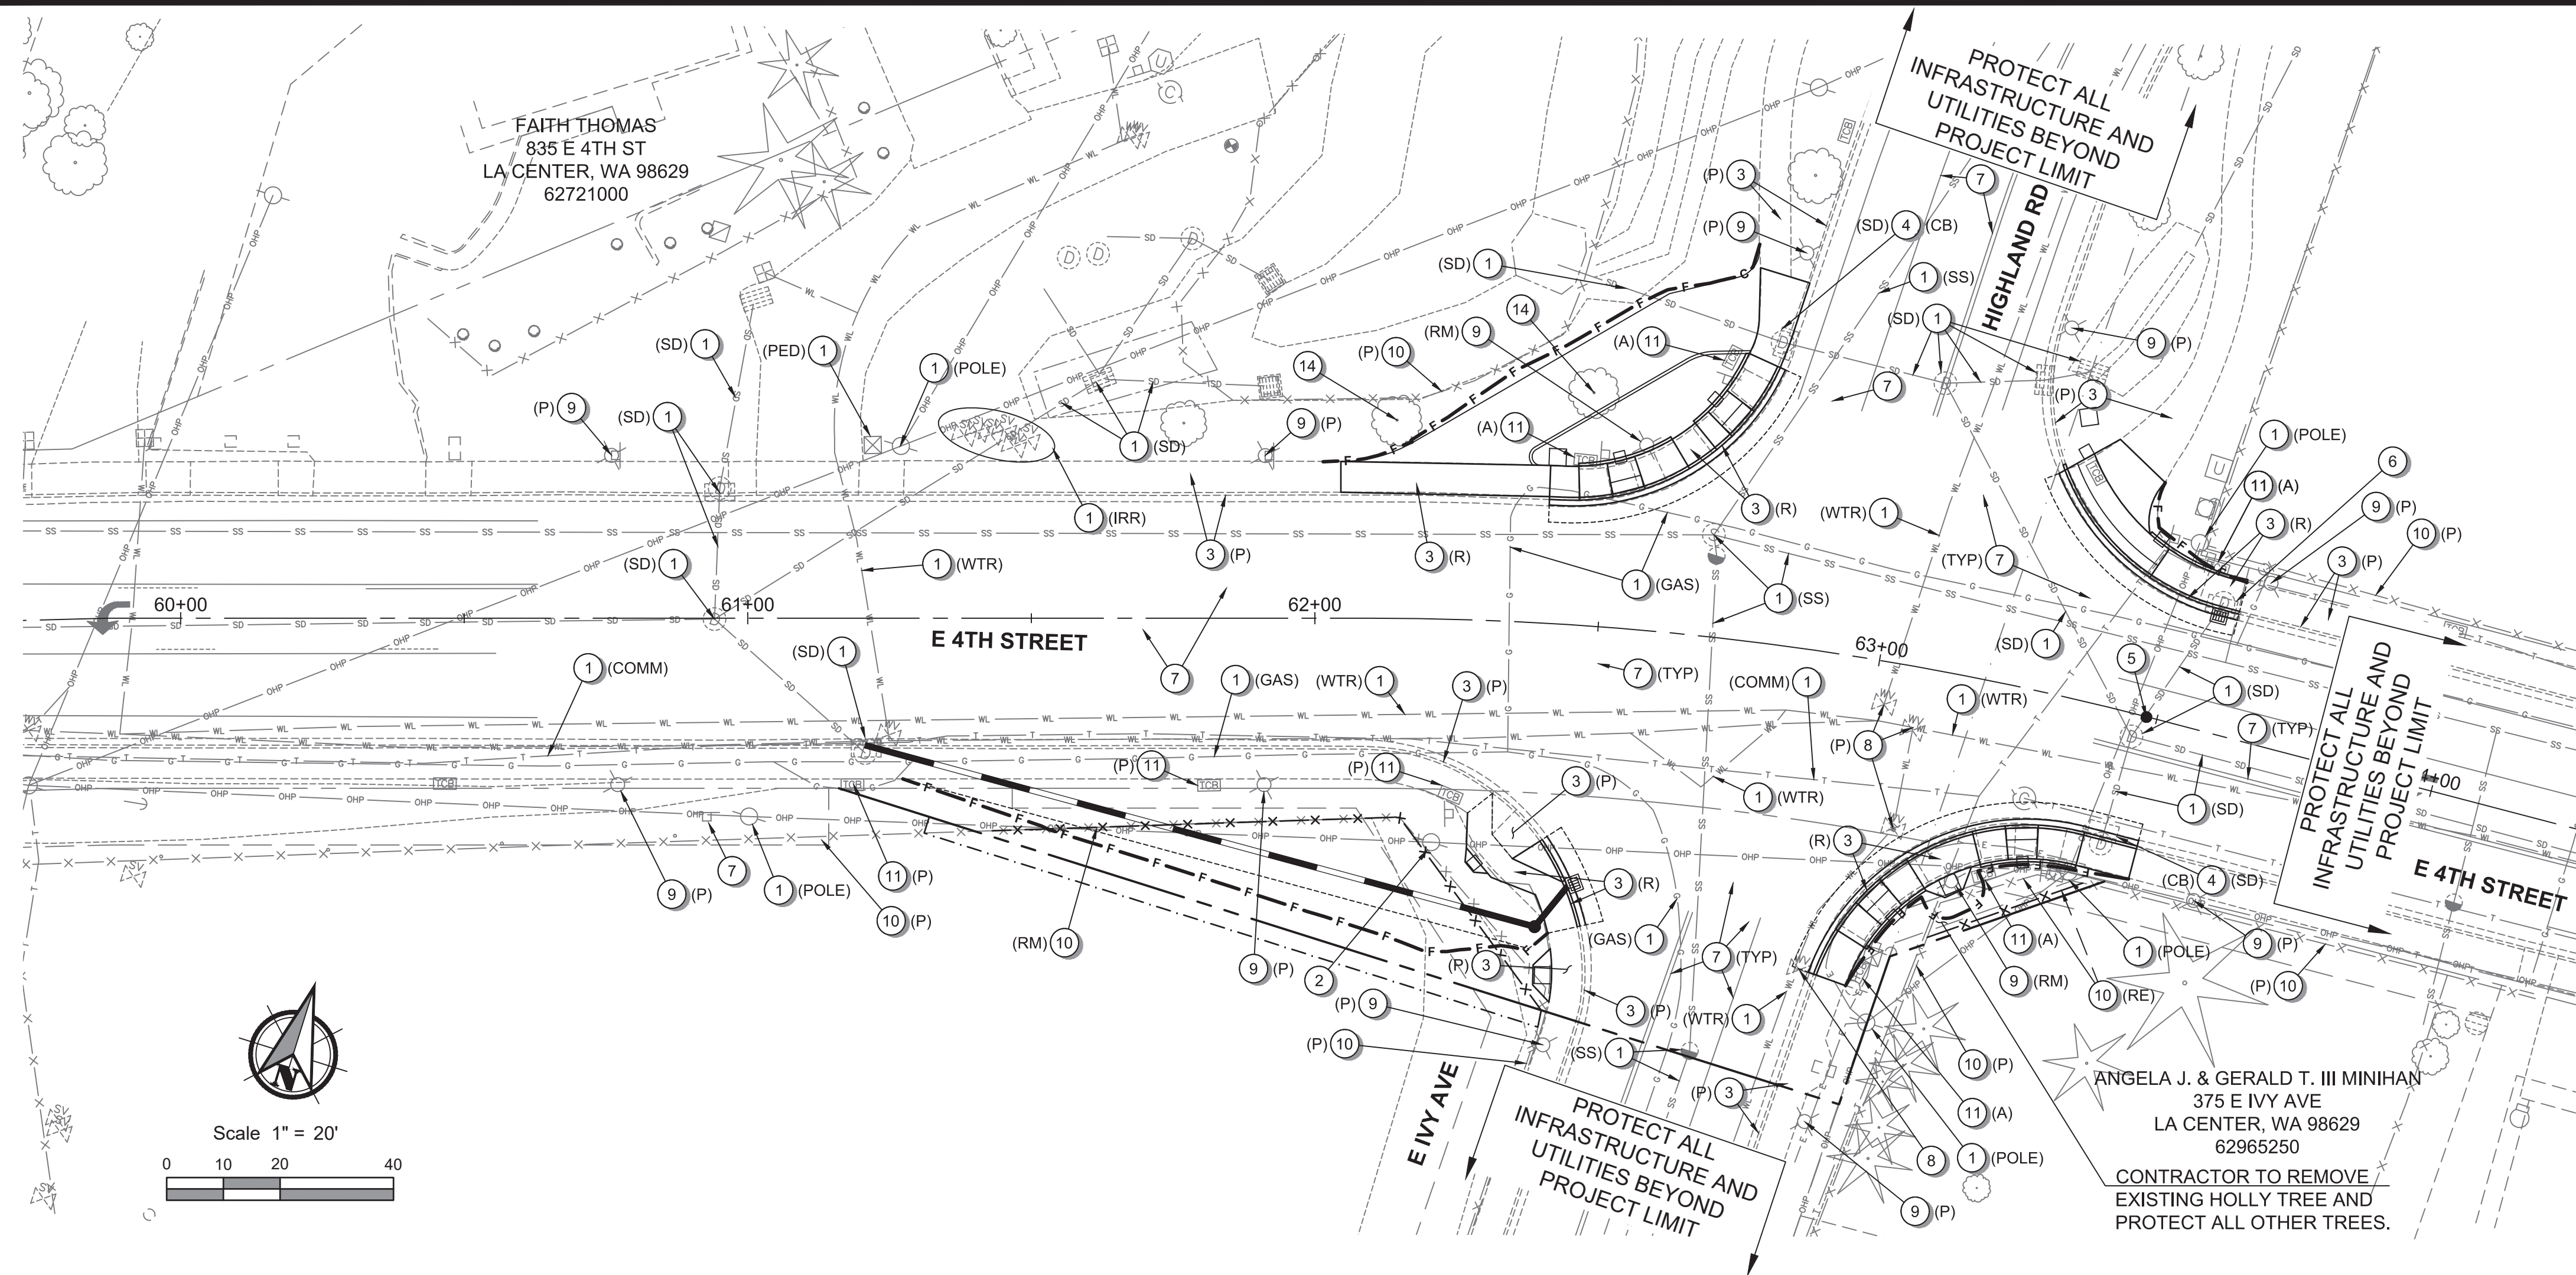 FAITH THOMAS
835 E 4TH ST
LA CENTER, WA 98629
62721000
PROTECT ALL
INFRASTRUCTURE AND
UTILITIES BEYOND
PROJECT LIMIT
HIGHLAND RD
(P) 3
(P) 9
(SD) 4 (CB)
7
(SD) 1
1 (SS)
(SD) 1
9 (P)
14
(RM) 9
(A) 11
7
(P) 3
(SD) 1
(PED) 1
1 (POLE)
14
(P) 10
(P) 9
(SD) 1
1 (SD)
9 (P)
(A) 11
1 (POLE)
6
11 (A)
9 (P)
3 (R)
10 (P)
3 (P)
1 (IRR)
3 (P)
3 (R)
3 (R)
(WTR) 1
(TYP) 7
(SD) 1
1 (WTR)
1 (GAS)
1 (SS)
60+00
61+00
62+00
63+00
E 4TH STREET
(SD) 1
5
1 (SD)
7 (TYP)
1 (COMM)
(SD) 1
7
1 (GAS)
(WTR) 1
3 (P)
7 (TYP)
(COMM) 1
1 (WTR)
(P) 8
PROTECT ALL
INFRASTRUCTURE AND
UTILITIES BEYOND
PROJECT LIMIT
1+00
E 4TH STREET
(P) 11
(P) 11
3 (P)
1 (WTR)
1 (SD)
(R) 3
(CB) 4 (SD)
9 (P)
7
1 (POLE)
11 (P)
10 (P)
(RM) 10
9 (P)
2
3 (R)
(GAS) 1
(P) 3
7 (TYP)
11 (A)
1 (POLE)
9 (P)
9 (RM)
10 (RE)
(P) 10
(P) 9
3 (P)
(WTR) 1
(P) 10
(SS) 1
10 (P)
(P) 3
11 (A)
8
1 (POLE)
9 (P)
N
Scale 1" = 20'
0 10 20 40
E IVY AVE
PROTECT ALL
INFRASTRUCTURE AND
UTILITIES BEYOND
PROJECT LIMIT
ANGELA J. & GERALD T. III MINIHAN
375 E IVY AVE
LA CENTER, WA 98629
62965250
CONTRACTOR TO REMOVE
EXISTING HOLLY TREE AND
PROTECT ALL OTHER TREES.